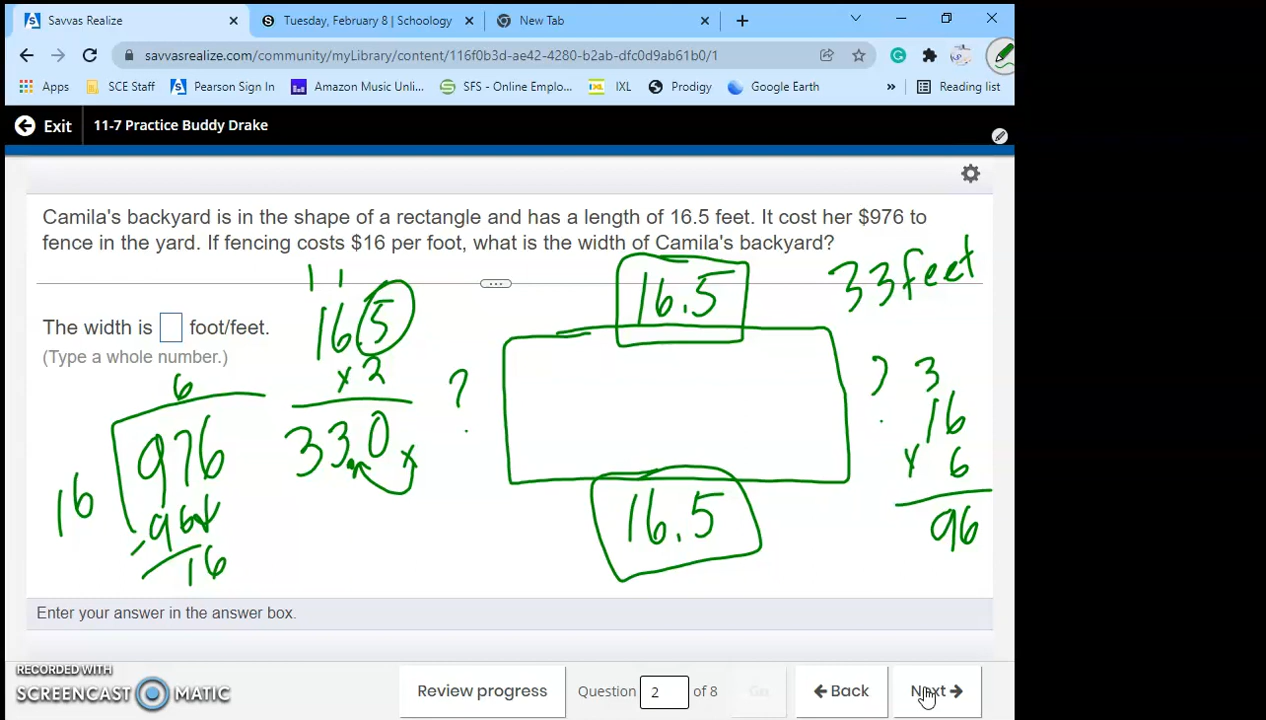 Savvas Realize
Tuesday, February 8 | Schoology
New Tab
savvasrealize.com/community/myLibrary/content/116f0b3d-ae42-4280-b2ab-dfc0d9ab61b0/1
Apps SCE Staff Pearson Sign In Amazon Music Unli... SFS - Online Emplo... IXL Prodigy Google Earth » Reading list
Exit 11-7 Practice Buddy Drake
Camila's backyard is in the shape of a rectangle and has a length of 16.5 feet. It cost her $976 to
fence in the yard. If fencing costs $16 per foot, what is the width of Camila's backyard?
33 feet
16.5
1 1
16.5
x 2
330
The width is foot/feet.
(Type a whole number.)
6
16 976
- 96
16
?
?
3
16
x 6
96
16.5
Enter your answer in the answer box.
RECORDED WITH
SCREENCAST MATIC
Review progress
Question 2 of 8
Go
Back
Next